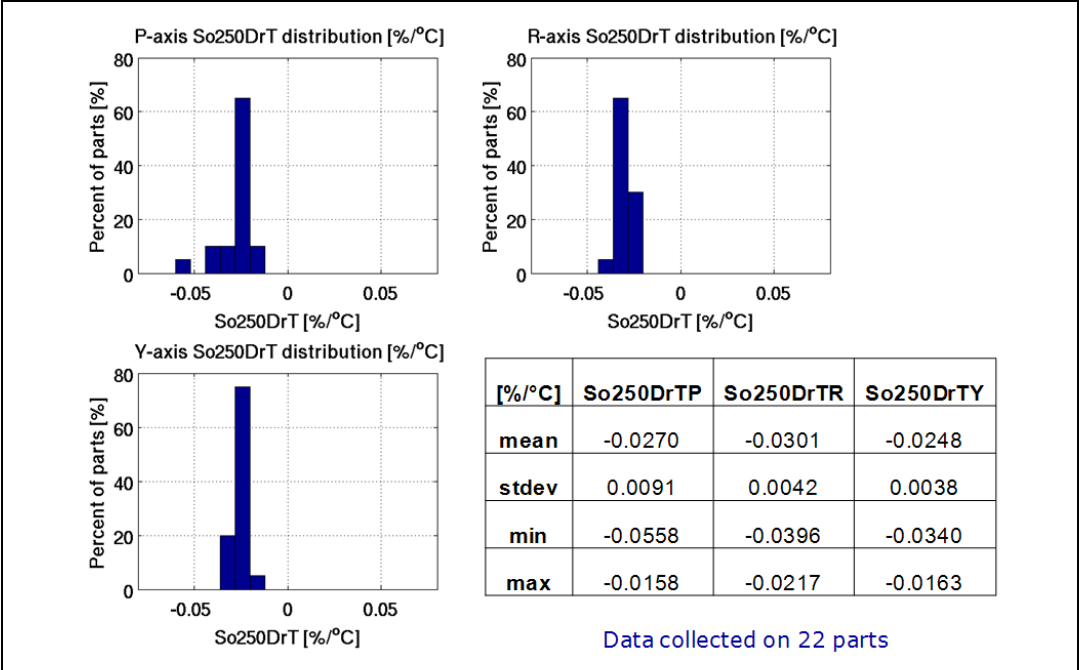 P-axis So250DrT distribution [%/°C]
80
60
40
20
0
Percent of parts [%]
-0.05 0 0.05
So250DrT [%/°C]
R-axis So250DrT distribution [%/°C]
80
60
40
20
0
Percent of parts [%]
-0.05 0 0.05
So250DrT [%/°C]
Y-axis So250DrT distribution [%/°C]
80
60
40
20
0
Percent of parts [%]
-0.05 0 0.05
So250DrT [%/°C]
[%/°C] So250DrTP So250DrTR So250DrTY
mean -0.0270 -0.0301 -0.0248
stdev 0.0091 0.0042 0.0038
min -0.0558 -0.0396 -0.0340
max -0.0158 -0.0217 -0.0163
Data collected on 22 parts